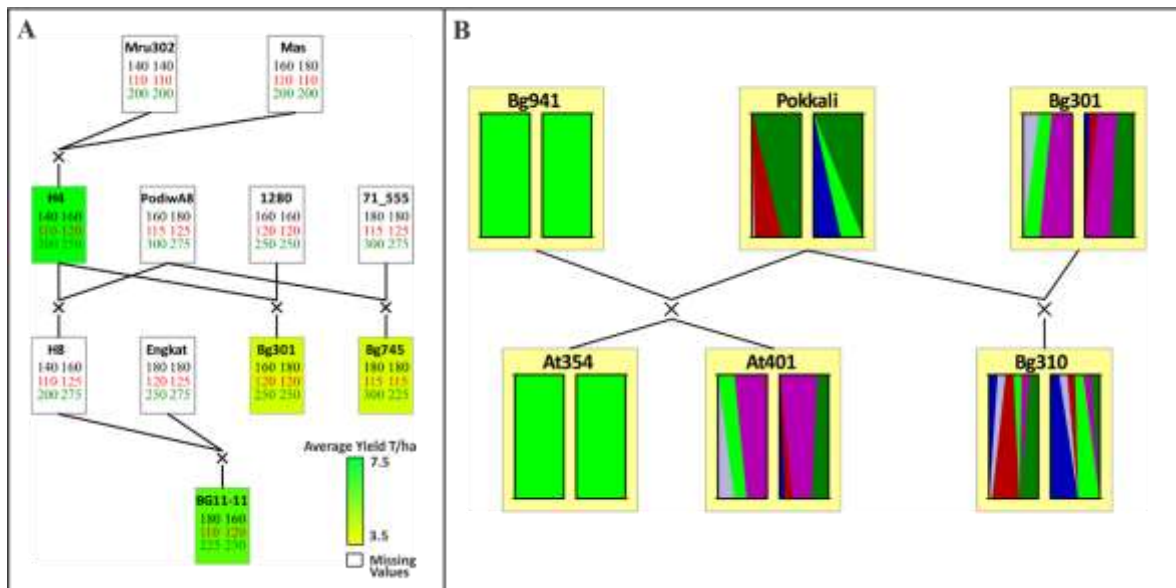 A
Mru302
140 140
110 110
200 200
Mas
160 180
200 200
×
H4
140 160
110 120
200 250
PodiwA8
160 180
115 125
300 275
1280
160 160
120 120
250 250
71_555
180 180
115 125
300 275
×
×
×
H8
140 160
110 125
200 275
Engkat
180 180
120 125
250 275
Bg301
160 180
120 120
250 250
Bg745
180 180
115 115
300 225
×
BG11-11
180 160
110 120
225 250
Average Yield T/ha
7.5
3.5
Missing
Values
B
Bg941
Pokkali
Bg301
×
×
At354
At401
Bg310